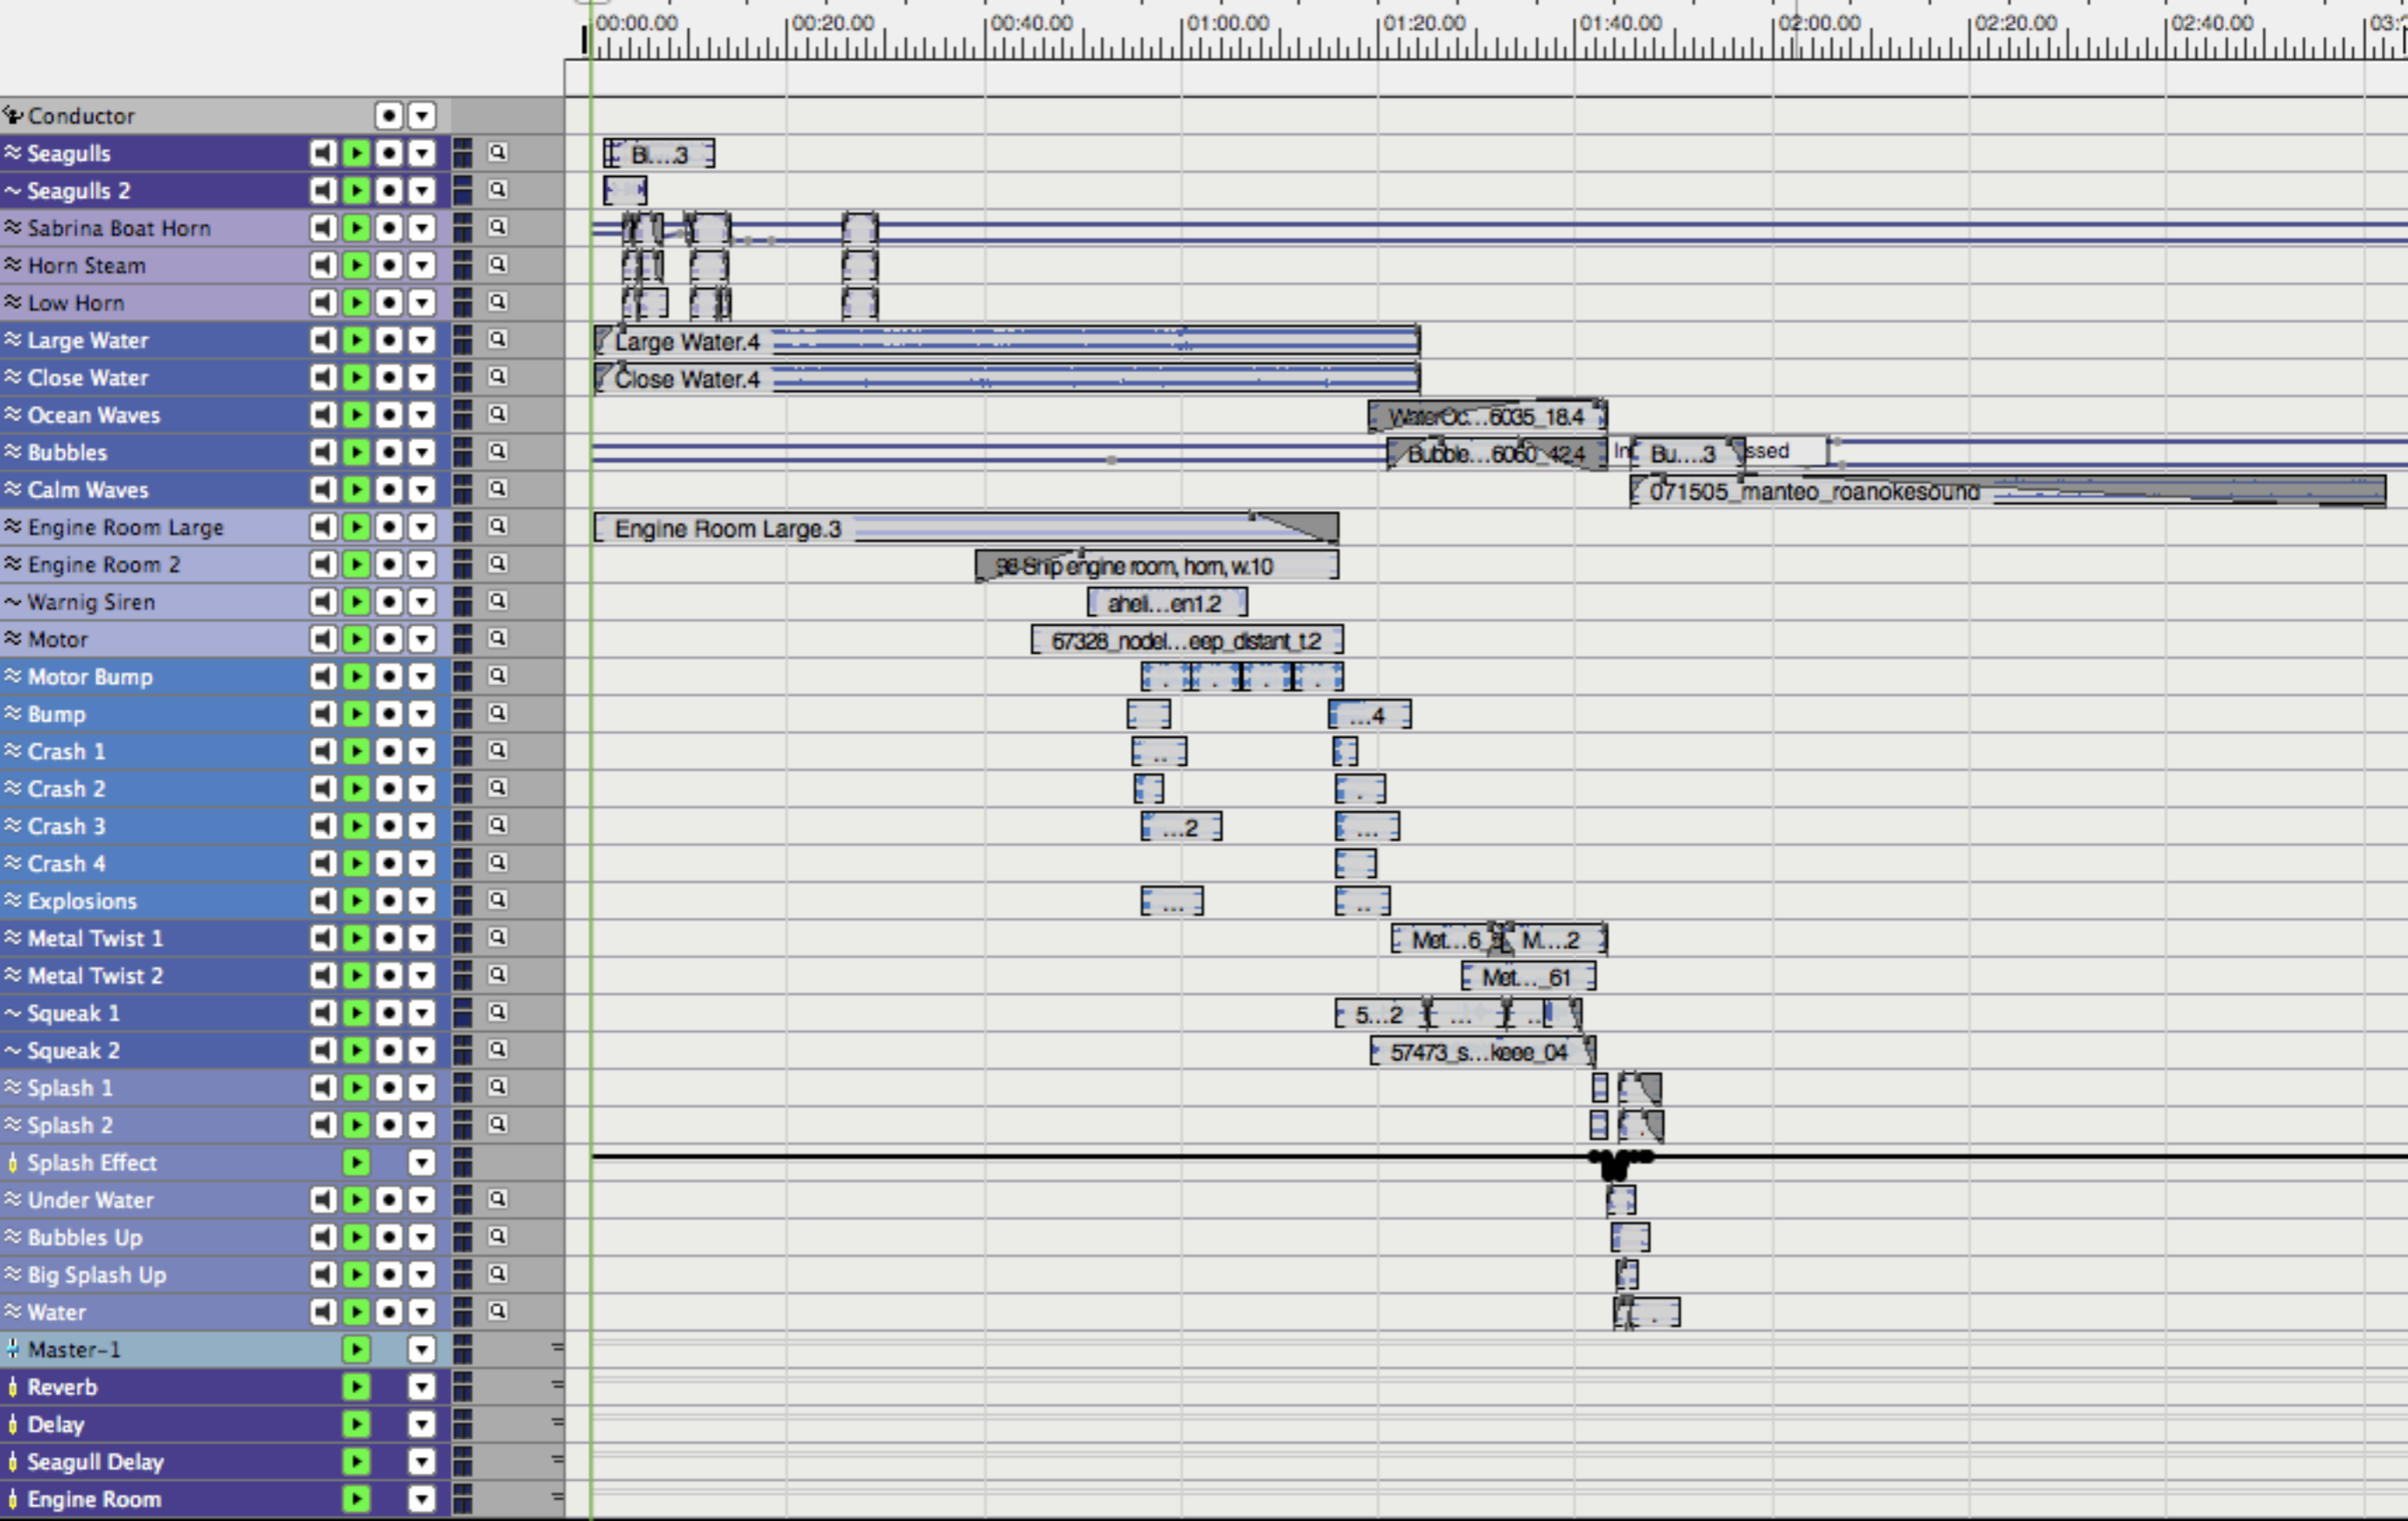 00:00.00 00:20.00 00:40.00 01:00.00 01:20.00 01:40.00 02:00.00 02:20.00 02:40.00 03:
Conductor
Seagulls Bl....3
Seagulls 2
Sabrina Boat Horn
Horn Steam
Low Horn
Large Water Large Water.4
Close Water Close Water.4
Ocean Waves WaterOc...6035_18.4
Bubbles Bubble...6060_42.4 In Bu....3 ssed
Calm Waves 071505_manteo_roanokesound
Engine Room Large Engine Room Large.3
Engine Room 2 98 Ship engine room, horn, w.10
Warnig Siren ahell...en1.2
Motor 67328_nodel...eep_distant_t.2
Motor Bump . . . .
Bump ...4
Crash 1 ..
Crash 2 .
Crash 3 ...2 ...
Crash 4
Explosions ... ..
Metal Twist 1 Met...6_5 M....2
Metal Twist 2 Met..._61
Squeak 1 5...2 ... ..
Squeak 2 57473_s...keee_04
Splash 1
Splash 2 .
Splash Effect
Under Water
Bubbles Up
Big Splash Up
Water .
Master-1
Reverb
Delay
Seagull Delay
Engine Room